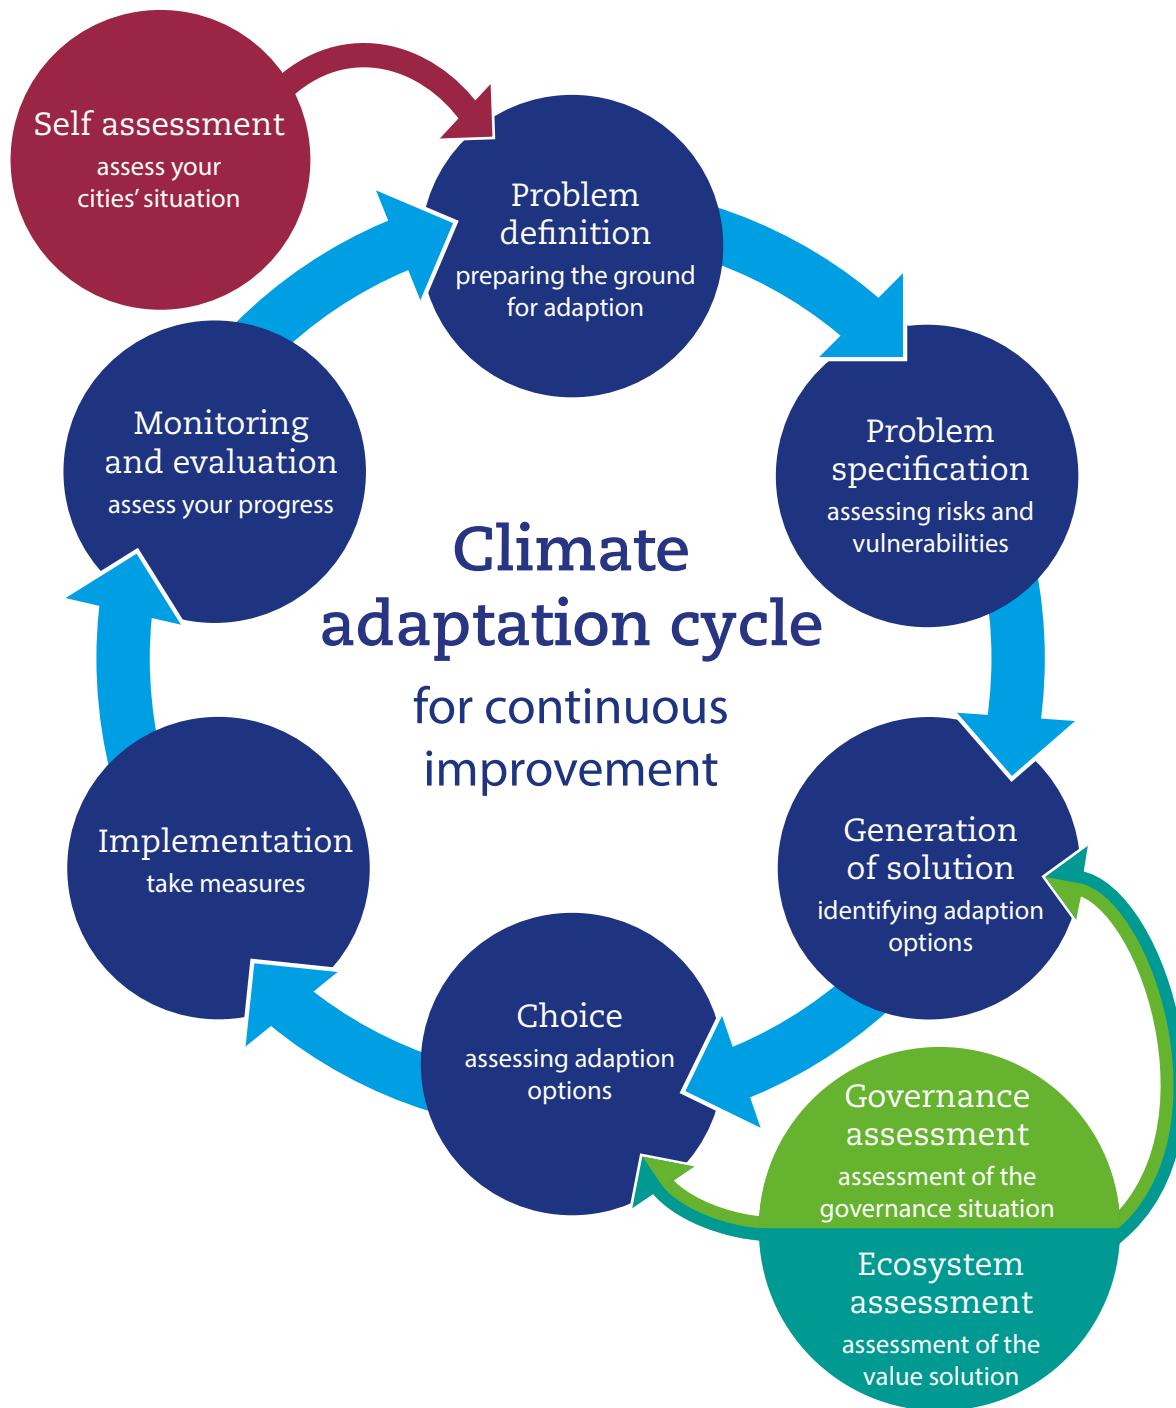 Self assessment
assess your
cities' situation
Problem
definition
preparing the ground
for adaption
Problem
specification
assessing risks and
vulnerabilities
Generation
of solution
identifying adaption
options
Governance
assessment
assessment of the
governance situation
Ecosystem
assessment
assessment of the
value solution
Choice
assessing adaption
options
Implementation
take measures
Monitoring
and evaluation
assess your progress
Climate
adaptation cycle
for continuous
improvement